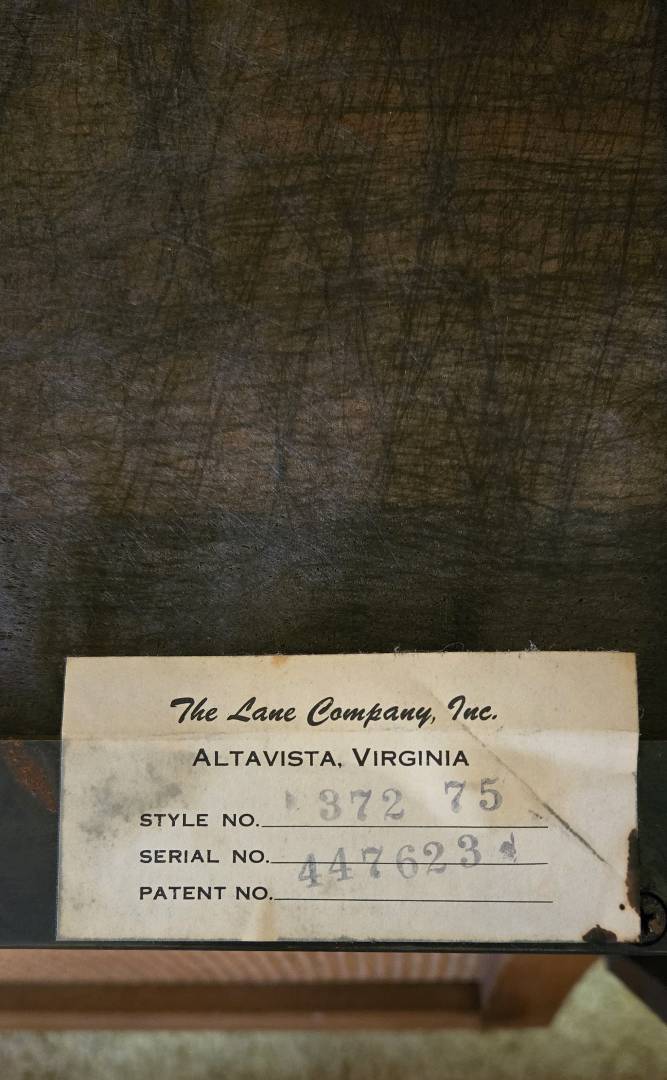 The Lane Company, Inc.
ALTAVISTA, VIRGINIA
STYLE NO. 372 75
SERIAL NO. 447623
PATENT NO.